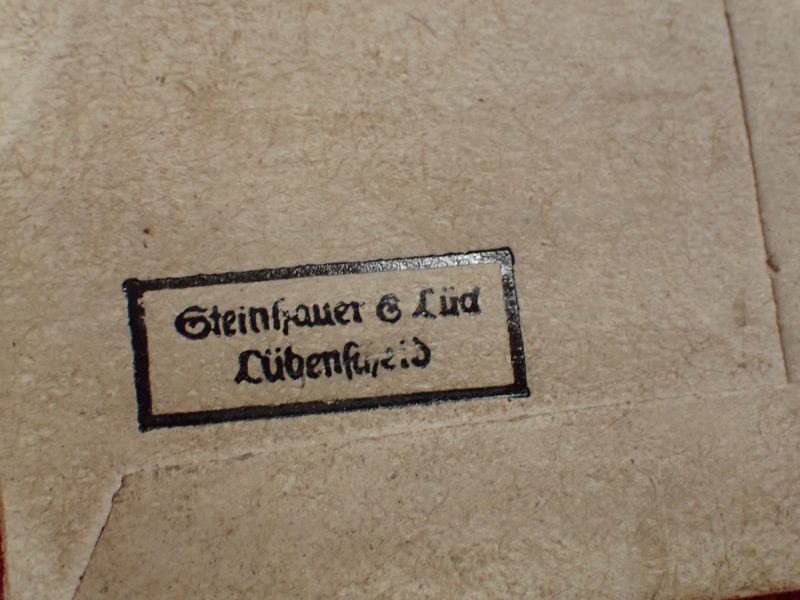 Steinhauer & Lück
Lüdenscheid